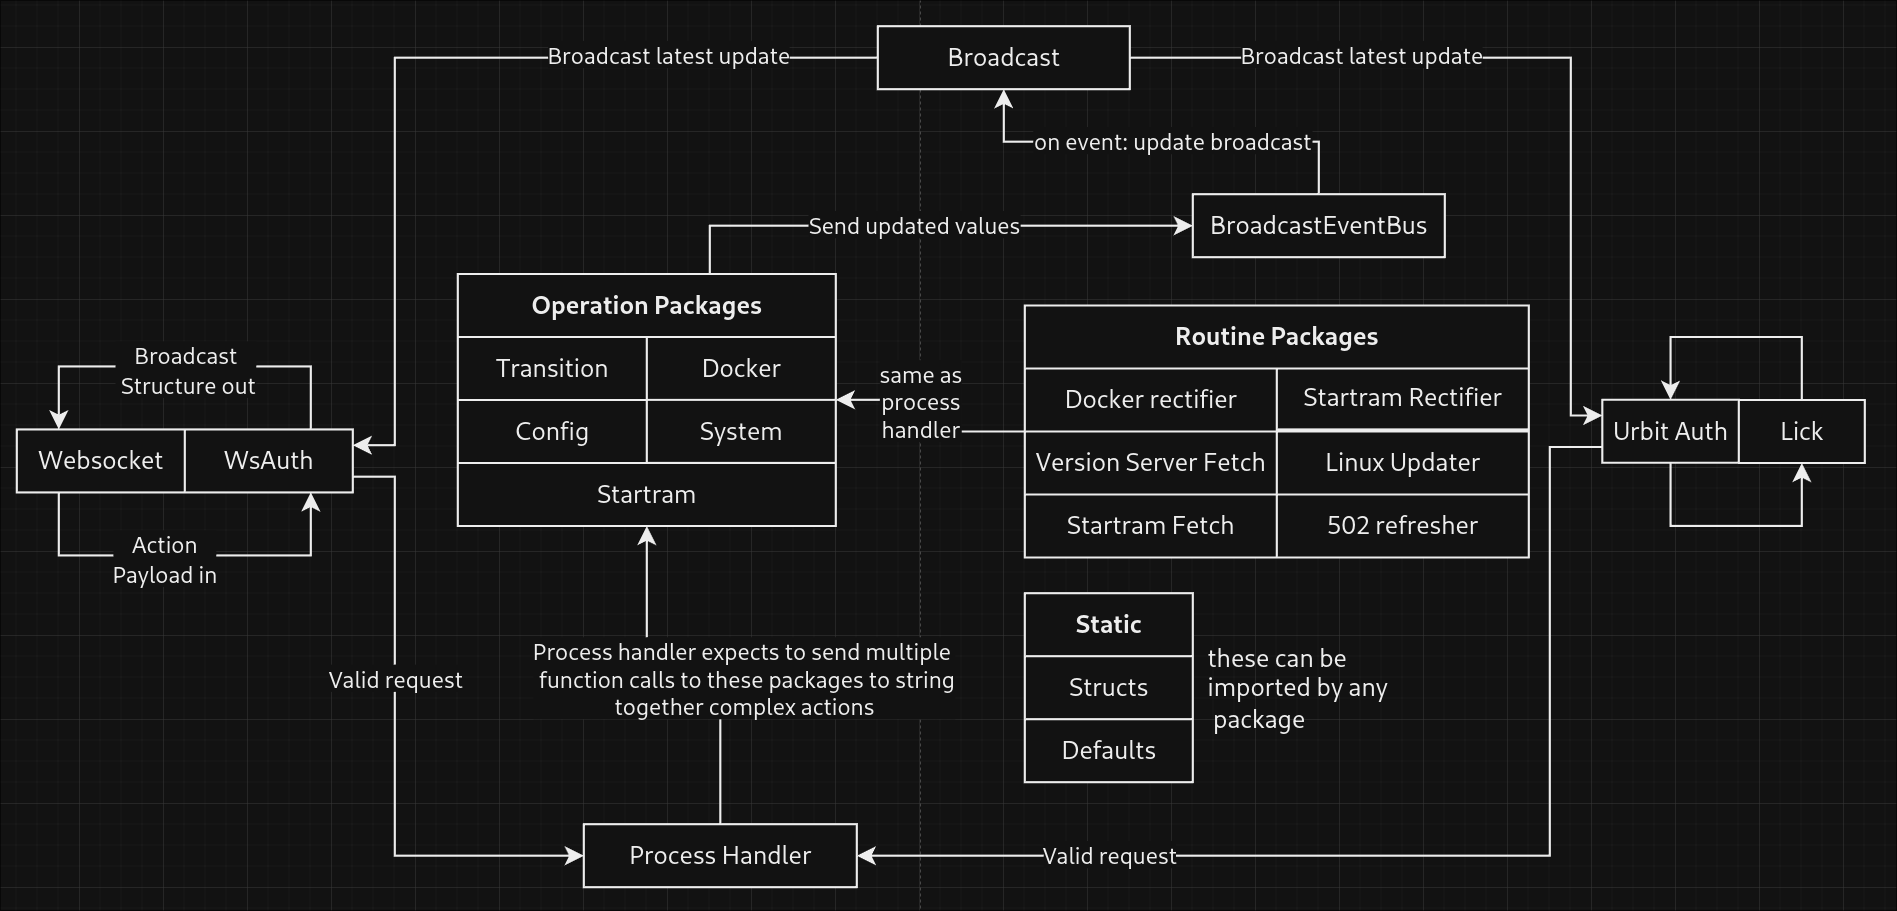 Broadcast latest update
Broadcast
Broadcast latest update
on event: update broadcast
Send updated values
BroadcastEventBus
Operation Packages
Transition
Docker
Config
System
Startram
Routine Packages
Docker rectifier
Startram Rectifier
Version Server Fetch
Linux Updater
Startram Fetch
502 refresher
same as
process
handler
Broadcast
Structure out
Websocket
WsAuth
Action
Payload in
Urbit Auth
Lick
Static
Structs
Defaults
these can be
imported by any
package
Valid request
Process handler expects to send multiple
function calls to these packages to string
together complex actions
Process Handler
Valid request